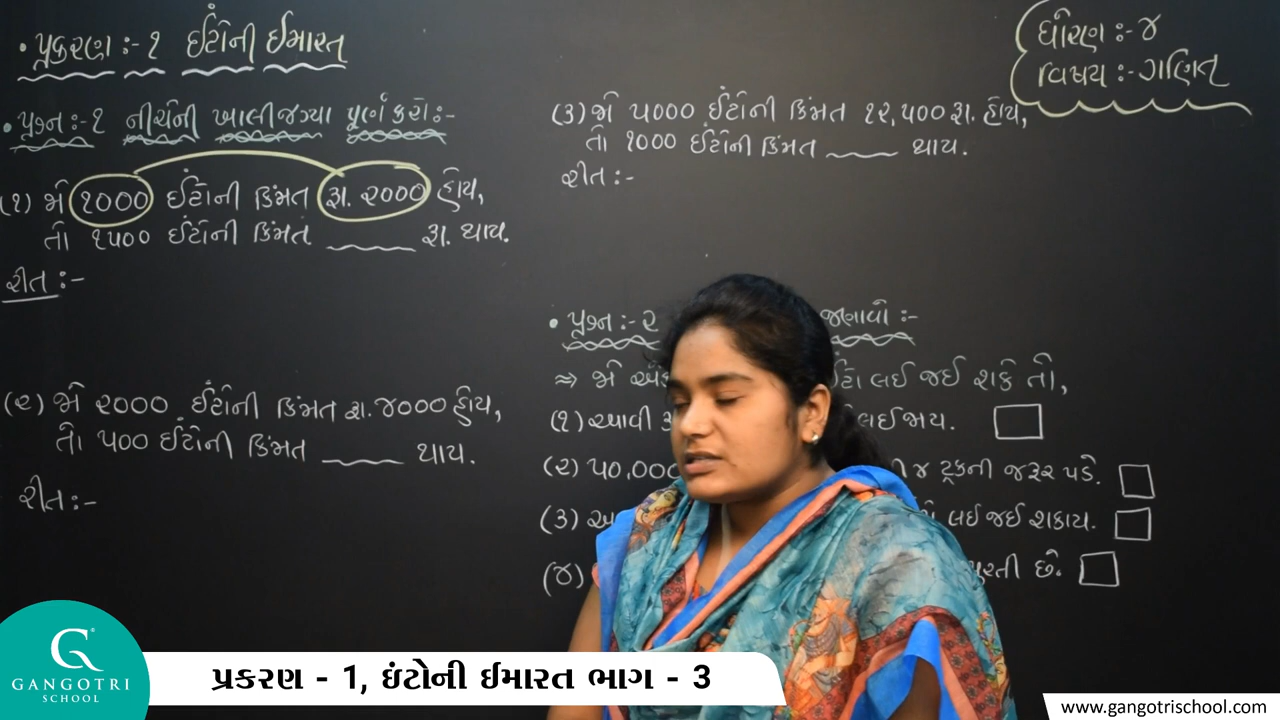 • પ્રકરણ :- ૧ ઈંટોની ઈમારત
ધોરણ :- ૪
વિષય :- ગણિત
• પ્રશ્ન :- ૧ નીચેની ખાલી જગ્યા પૂર્ણ કરો :-
(૧) જો ૧૦૦૦ ઈંટોની કિંમત રૂા. ૨૦૦૦ હોય,
તો ૧૫૦૦ ઈંટોની કિંમત ____ રૂા. થાય.
રીત :-
(૨) જો ૨૦૦૦ ઈંટોની કિંમત રૂા. ૪૦૦૦ હોય,
તો ૫૦૦ ઈંટોની કિંમત ____ થાય.
રીત :-
(૩) જો ૫૦૦૦ ઈંટોની કિંમત ૧૨,૫૦૦ રૂા. હોય,
તો ૧૦૦૦ ઈંટોની કિંમત ____ થાય.
રીત :-
• પ્રશ્ન :- ૨ જણાવો :-
⇒ જો લઈ જઈ શકે તો,
(૧) આવી લઈ જાય.
(૨) ૫૦,૦૦૦ ૪ ટ્રકની જરૂર પડે.
(૩) લઈ જઈ શકાય.
(૪) પુરતી છે.
GANGOTRI
SCHOOL
પ્રકરણ - 1, ઇંટોની ઈમારત ભાગ - 3
www.gangotrischool.com